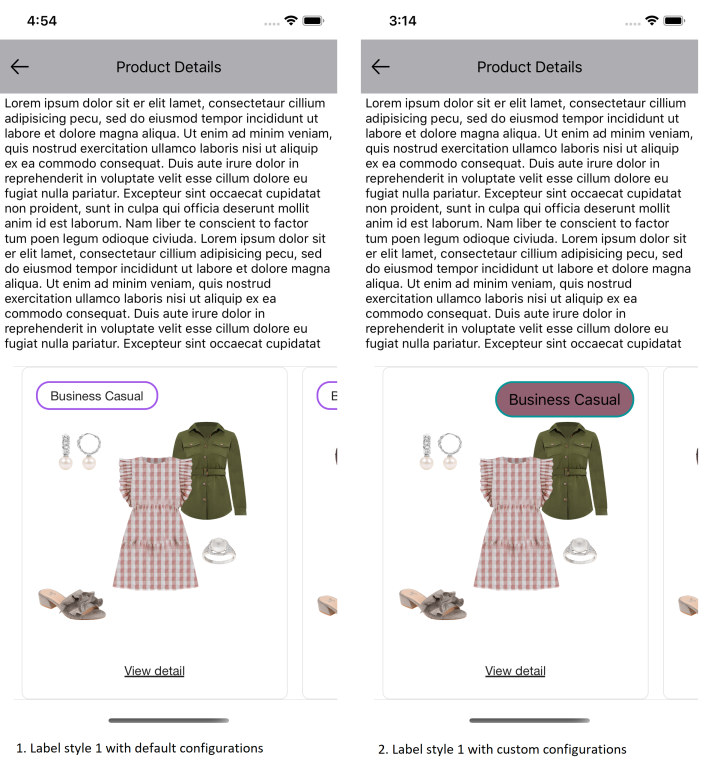 4:54
Product Details
Lorem ipsum dolor sit er elit lamet, consectetaur cillium
adipisicing pecu, sed do eiusmod tempor incididunt ut
labore et dolore magna aliqua. Ut enim ad minim veniam,
quis nostrud exercitation ullamco laboris nisi ut aliquip
ex ea commodo consequat. Duis aute irure dolor in
reprehenderit in voluptate velit esse cillum dolore eu
fugiat nulla pariatur. Excepteur sint occaecat cupidatat
non proident, sunt in culpa qui officia deserunt mollit
anim id est laborum. Nam liber te conscient to factor
tum poen legum odioque civiuda. Lorem ipsum dolor sit
er elit lamet, consectetaur cillium adipisicing pecu, sed
do eiusmod tempor incididunt ut labore et dolore magna
aliqua. Ut enim ad minim veniam, quis nostrud
exercitation ullamco laboris nisi ut aliquip ex ea
commodo consequat. Duis aute irure dolor in
reprehenderit in voluptate velit esse cillum dolore eu
fugiat nulla pariatur. Excepteur sint occaecat cupidatat
Business Casual
View detail
1. Label style 1 with default configurations
3:14
Product Details
Lorem ipsum dolor sit er elit lamet, consectetaur cillium
adipisicing pecu, sed do eiusmod tempor incididunt ut
labore et dolore magna aliqua. Ut enim ad minim veniam,
quis nostrud exercitation ullamco laboris nisi ut aliquip
ex ea commodo consequat. Duis aute irure dolor in
reprehenderit in voluptate velit esse cillum dolore eu
fugiat nulla pariatur. Excepteur sint occaecat cupidatat
non proident, sunt in culpa qui officia deserunt mollit
anim id est laborum. Nam liber te conscient to factor
tum poen legum odioque civiuda. Lorem ipsum dolor sit
er elit lamet, consectetaur cillium adipisicing pecu, sed
do eiusmod tempor incididunt ut labore et dolore magna
aliqua. Ut enim ad minim veniam, quis nostrud
exercitation ullamco laboris nisi ut aliquip ex ea
commodo consequat. Duis aute irure dolor in
reprehenderit in voluptate velit esse cillum dolore eu
fugiat nulla pariatur. Excepteur sint occaecat cupidatat
Business Casual
View detail
2. Label style 1 with custom configurations